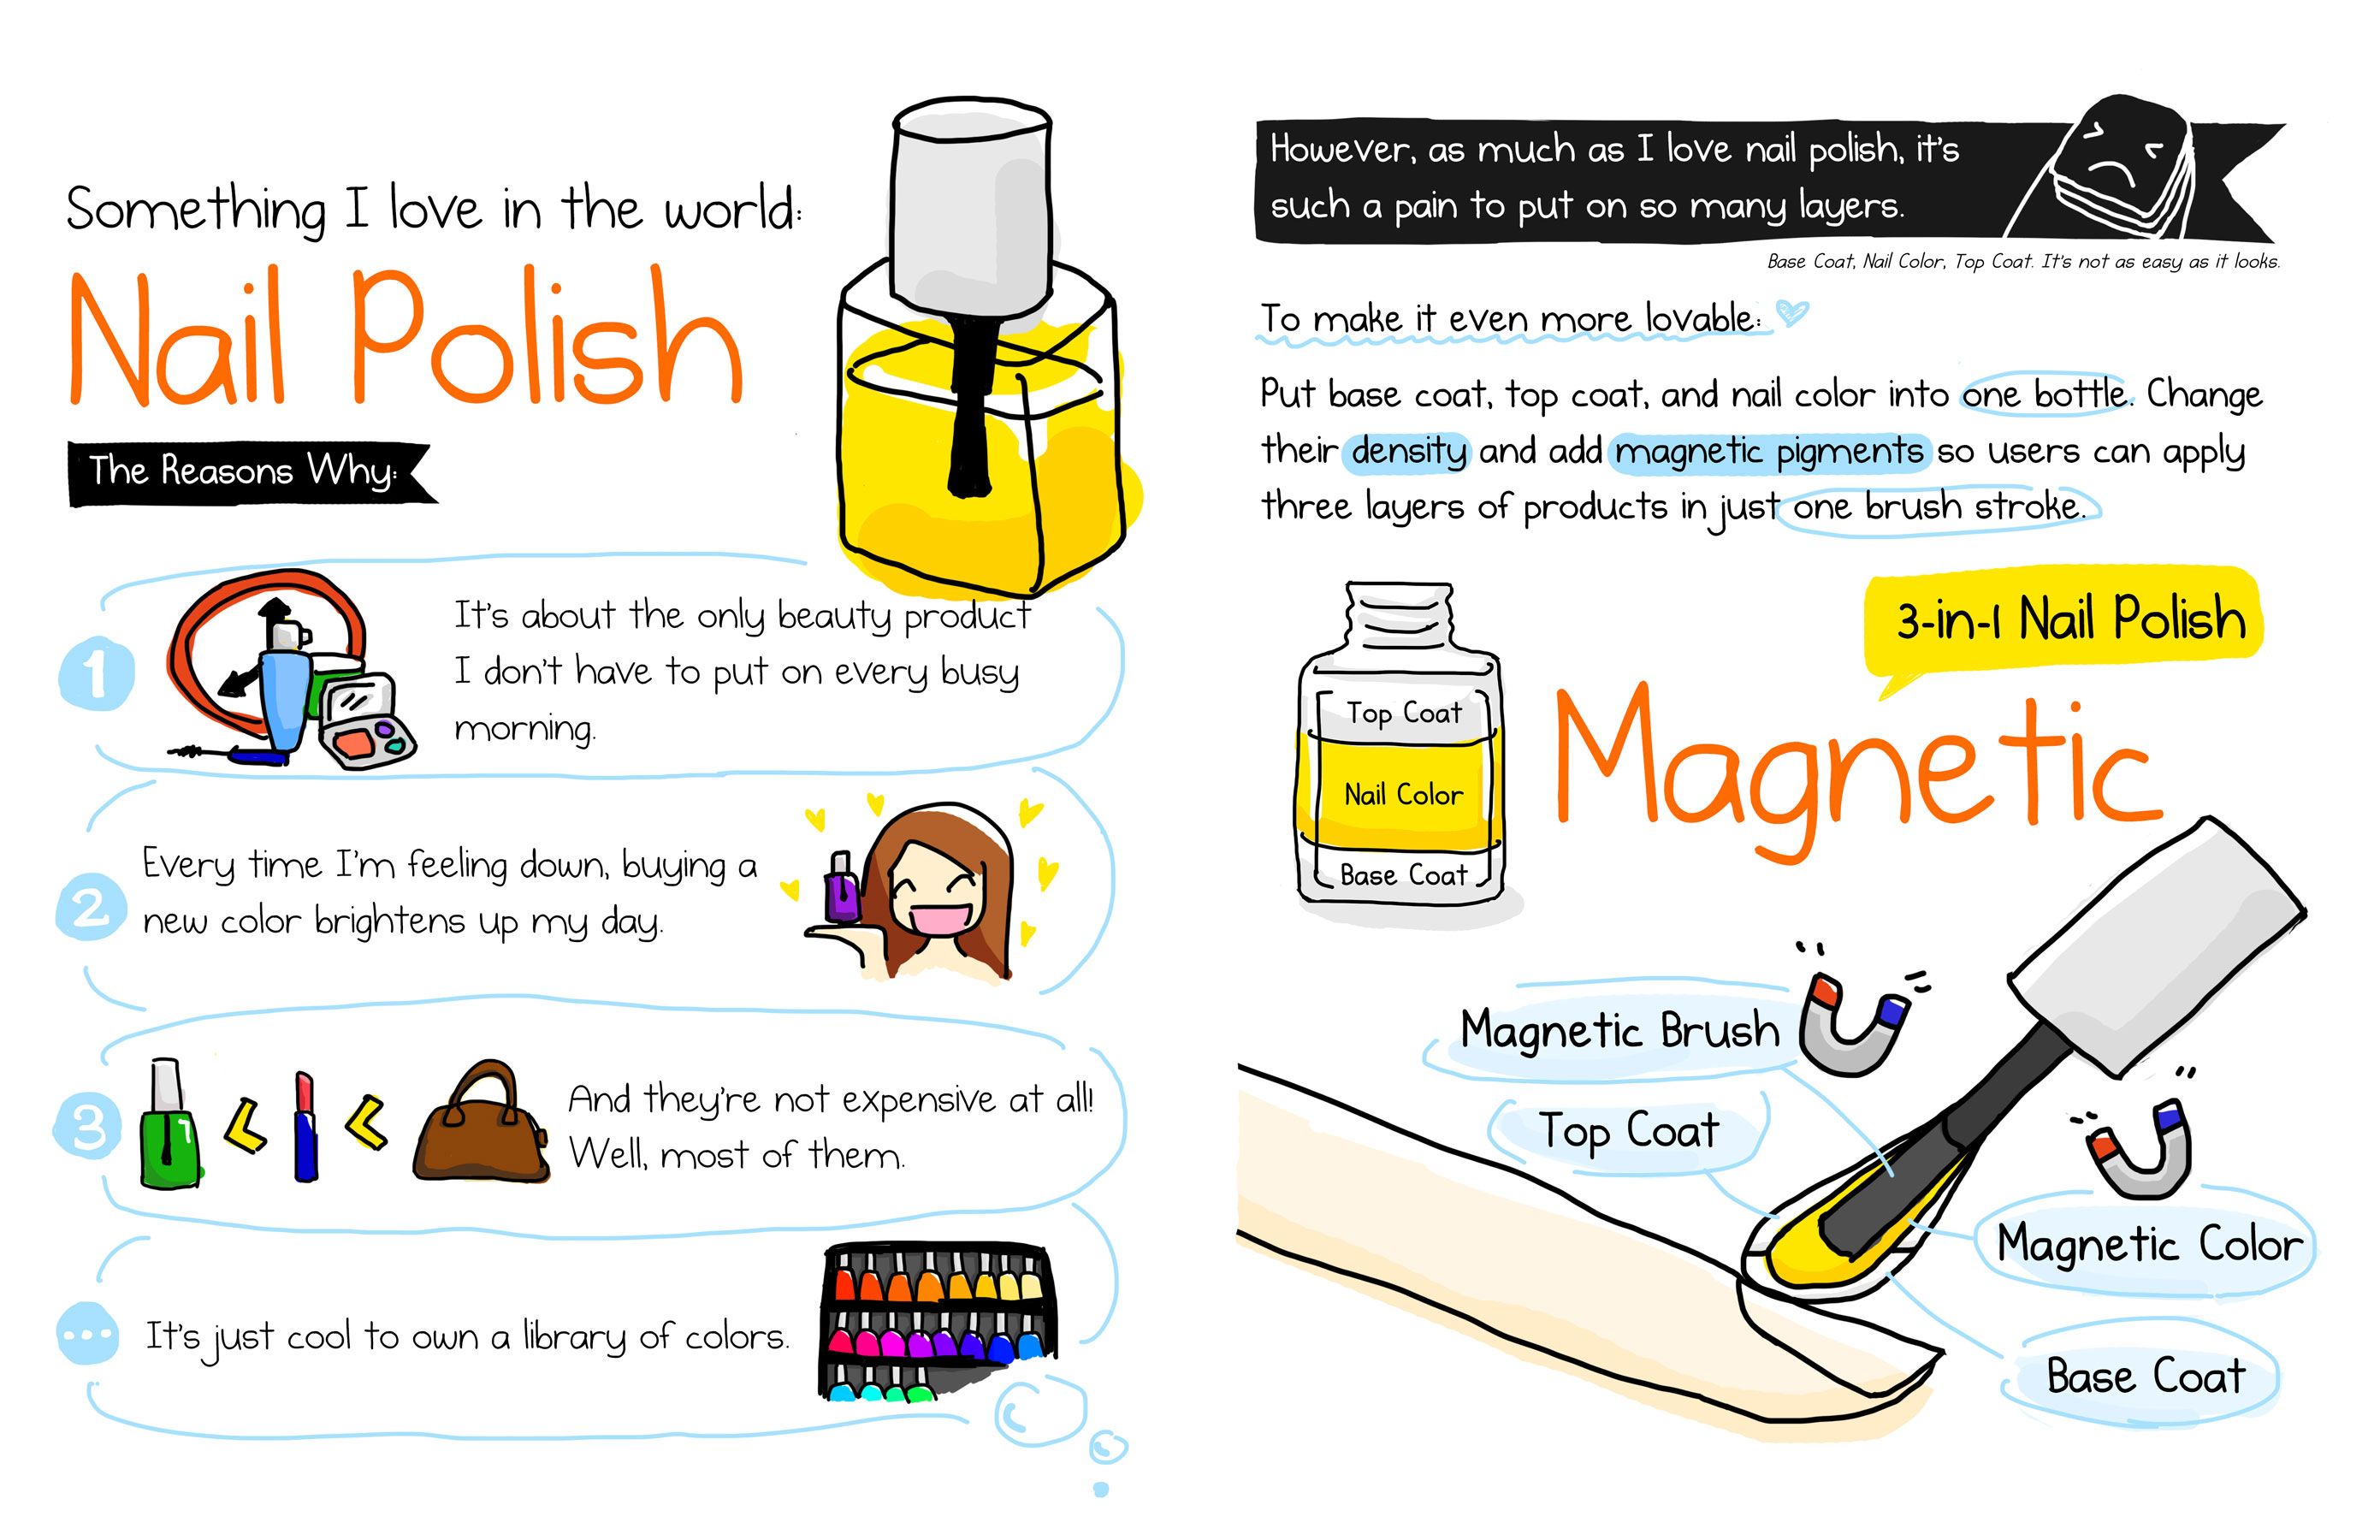 Something I love in the world:
Nail Polish
The Reasons Why:
1
It's about the only beauty product
I don't have to put on every busy
morning.
2
Every time I'm feeling down, buying a
new color brightens up my day.
3
And they're not expensive at all!
Well, most of them.
...
It's just cool to own a library of colors.
However, as much as I love nail polish, it's
such a pain to put on so many layers.
Base Coat, Nail Color, Top Coat. It's not as easy as it looks.
To make it even more lovable:
Put base coat, top coat, and nail color into one bottle. Change
their density and add magnetic pigments so users can apply
three layers of products in just one brush stroke.
3-in-1 Nail Polish
Magnetic
Top Coat
Nail Color
Base Coat
Magnetic Brush
Top Coat
Magnetic Color
Base Coat